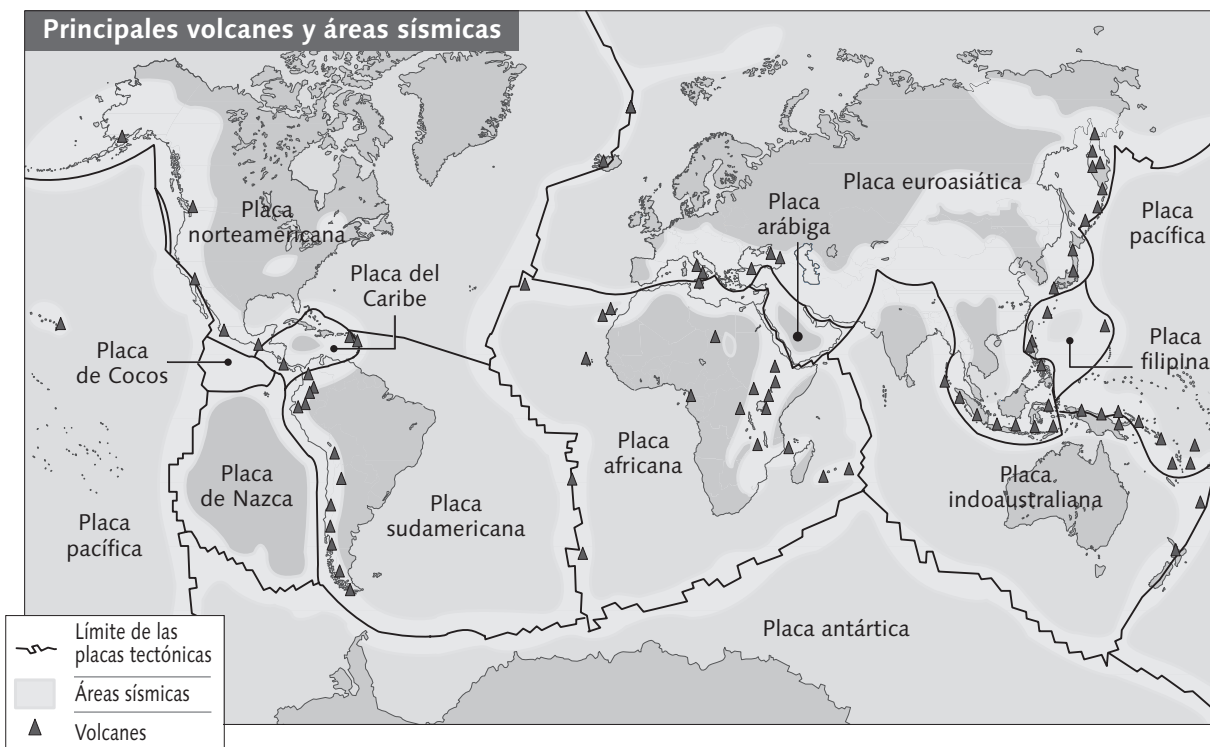 Principales volcanes y áreas sísmicas
Placa
norteamericana
Placa del
Caribe
Placa
de Cocos
Placa
de Nazca
Placa
pacífica
Placa
sudamericana
Placa
africana
Placa euroasiática
Placa
arábiga
Placa
pacífica
Placa
filipina
Placa
indoaustraliana
Placa antártica
Límite de las
placas tectónicas
Áreas sísmicas
Volcanes